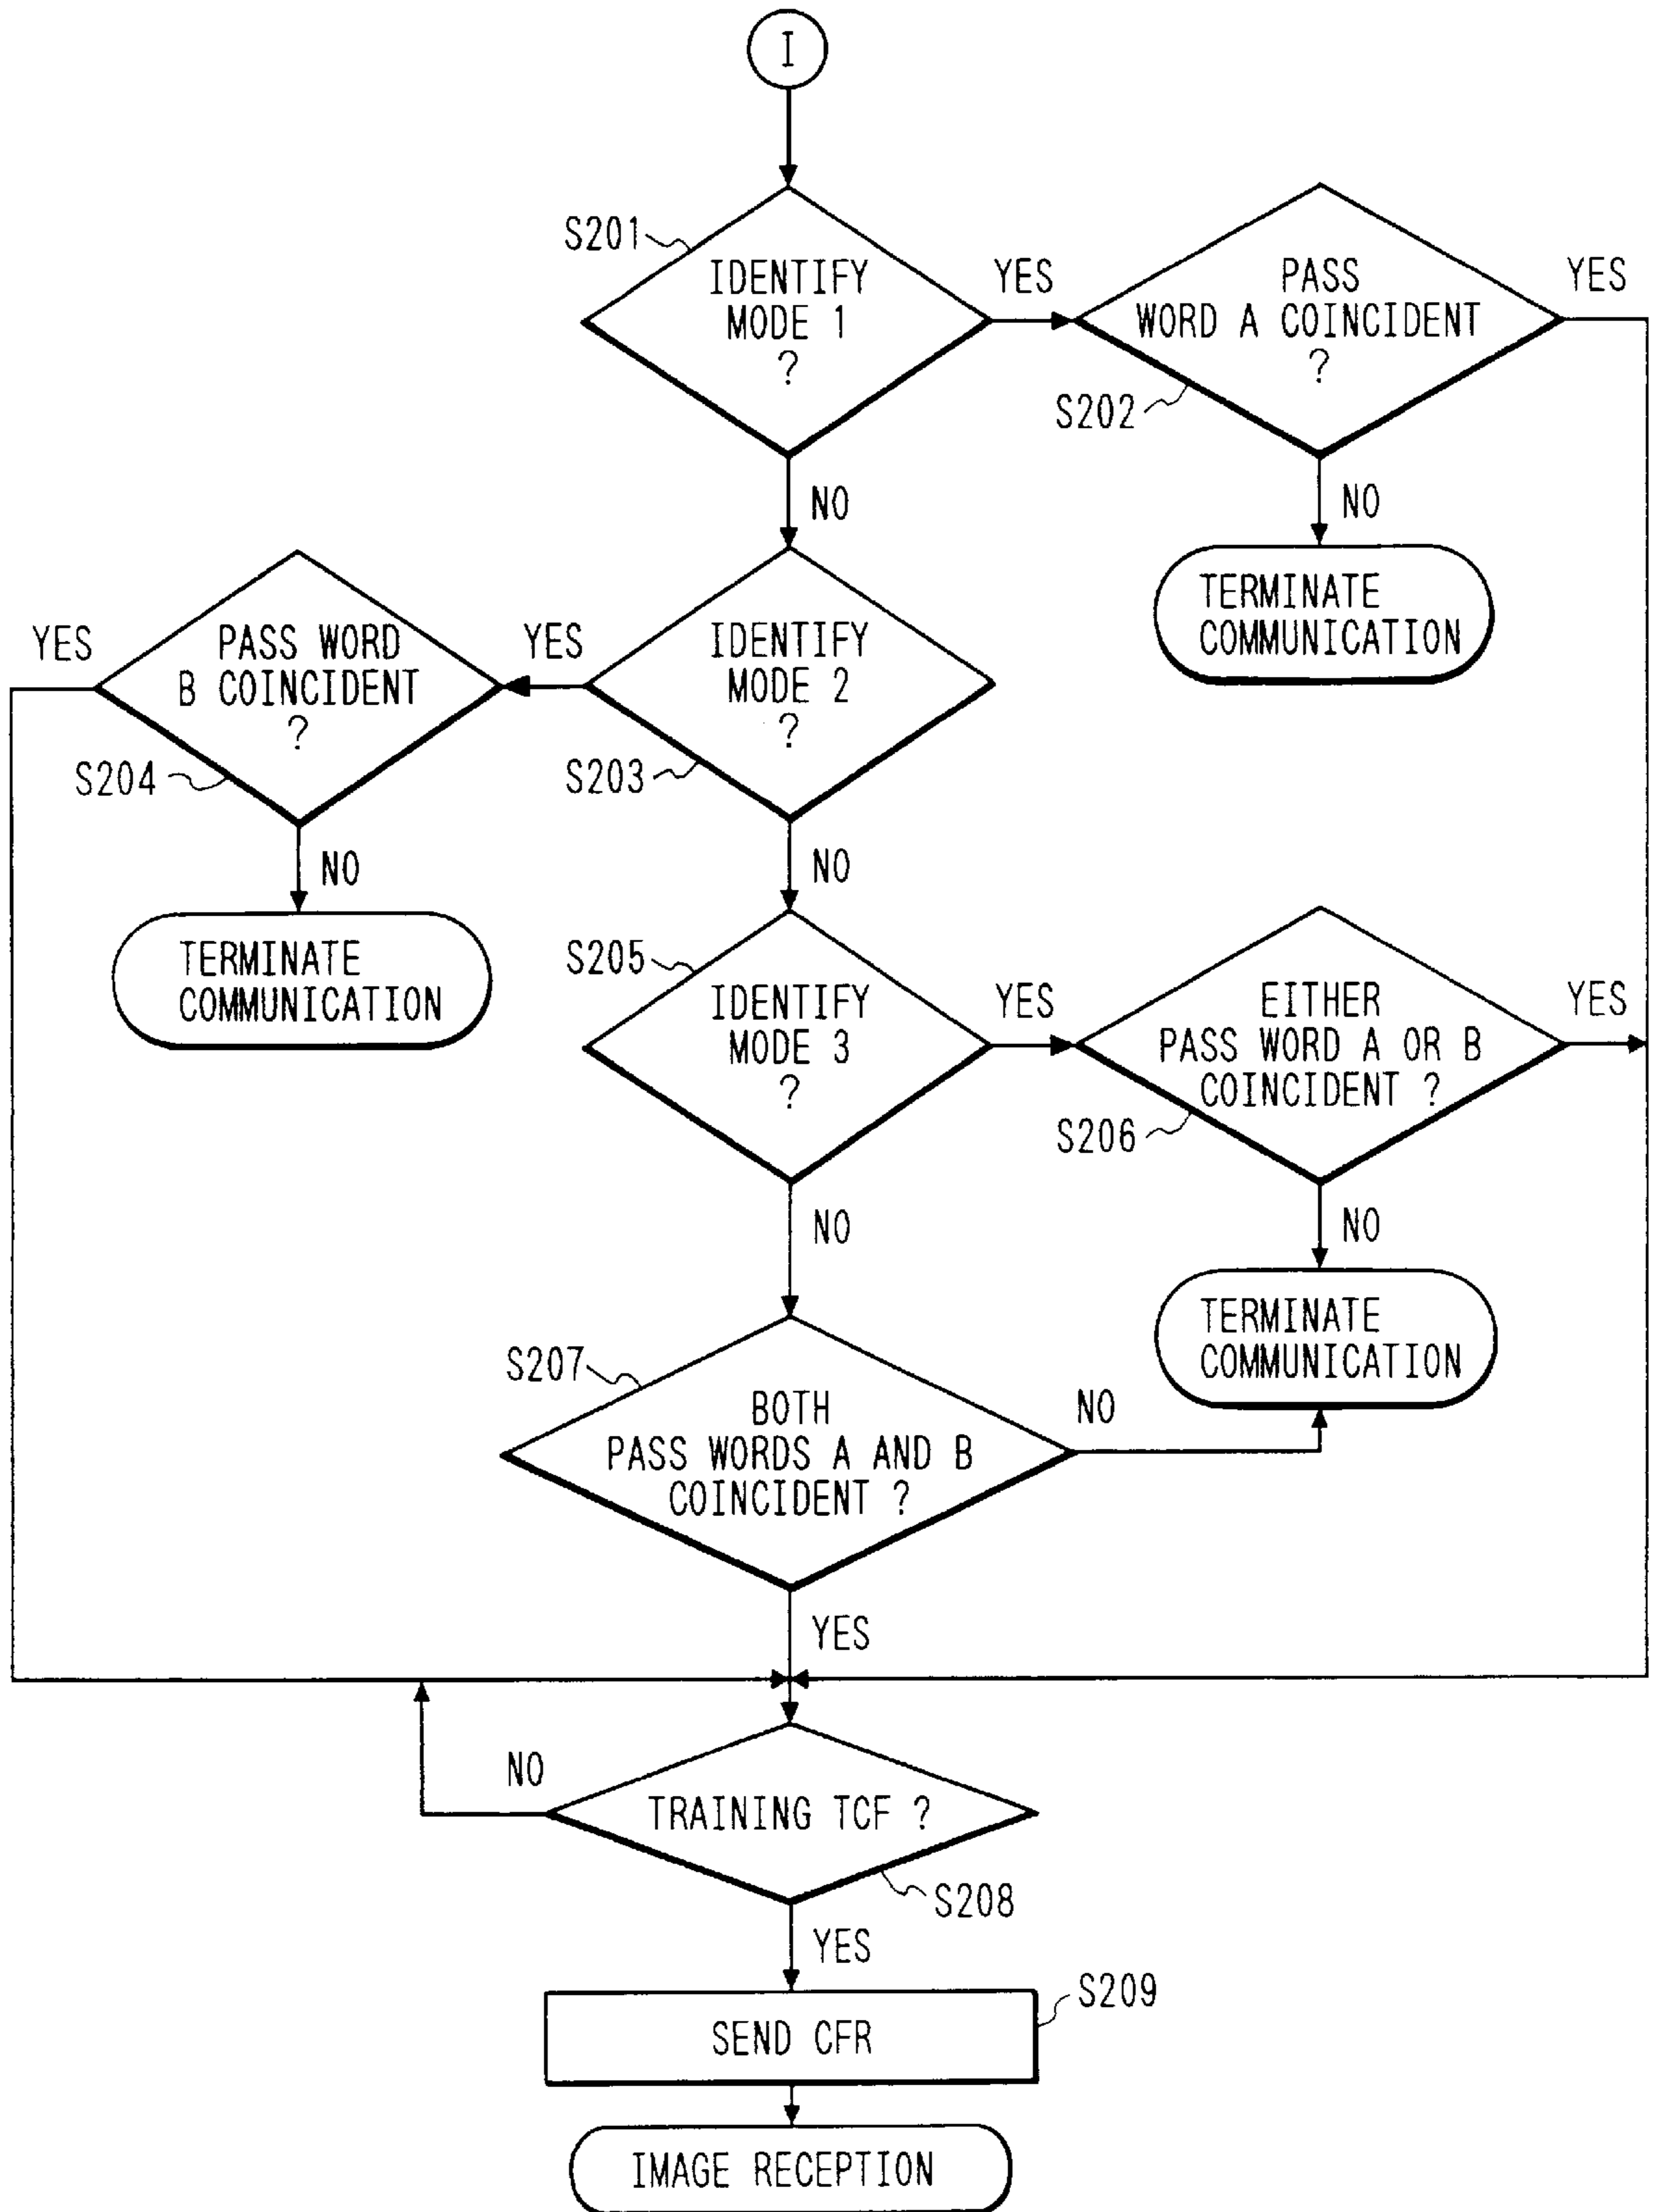 I
S201
IDENTIFY
MODE 1
?
YES
PASS
WORD A COINCIDENT
?
YES
S202
NO
NO
TERMINATE
COMMUNICATION
YES
PASS WORD
B COINCIDENT
?
YES
IDENTIFY
MODE 2
?
S204
S203
NO
NO
TERMINATE
COMMUNICATION
S205
IDENTIFY
MODE 3
?
YES
EITHER
PASS WORD A OR B
COINCIDENT ?
YES
S206
NO
NO
TERMINATE
COMMUNICATION
S207
BOTH
PASS WORDS A AND B
COINCIDENT ?
NO
YES
NO
TRAINING TCF ?
S208
YES
S209
SEND CFR
IMAGE RECEPTION